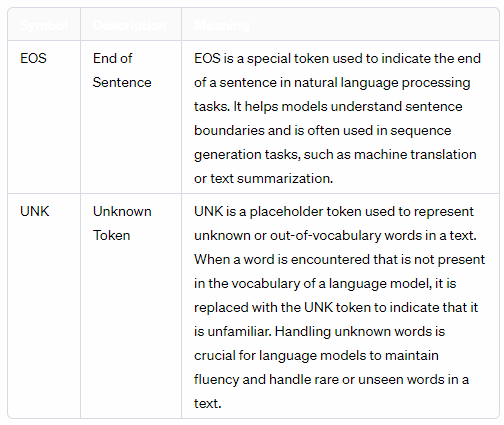 Symbol Description Meaning
EOS End of EOS is a special token used to indicate the end
Sentence of a sentence in natural language processing
tasks. It helps models understand sentence
boundaries and is often used in sequence
generation tasks, such as machine translation
or text summarization.
UNK Unknown UNK is a placeholder token used to represent
Token unknown or out-of-vocabulary words in a text.
When a word is encountered that is not present
in the vocabulary of a language model, it is
replaced with the UNK token to indicate that it
is unfamiliar. Handling unknown words is
crucial for language models to maintain
fluency and handle rare or unseen words in a
text.